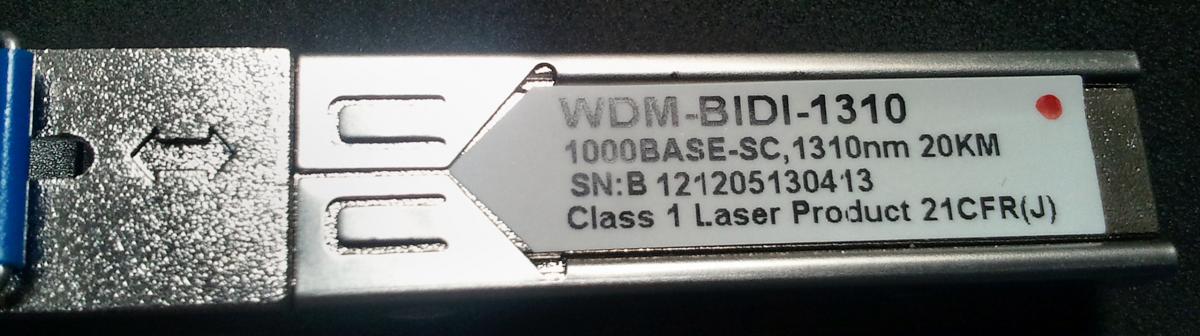 WDM-BIDI-1310
1000BASE-SC,1310nm 20KM
SN:B 121205130413
Class 1 Laser Product 21CFR(J)